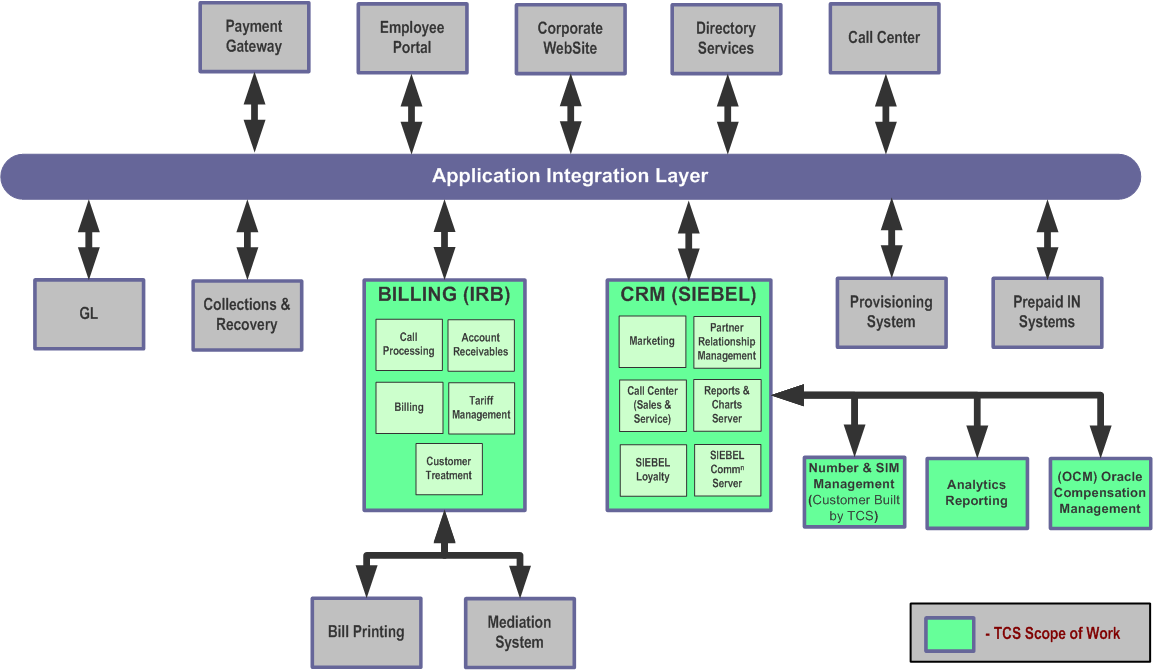 Payment
Gateway
Employee
Portal
Corporate
WebSite
Directory
Services
Call Center
Application Integration Layer
GL
Collections &
Recovery
BILLING (IRB)
Call
Processing
Account
Receivables
Billing
Tariff
Management
Customer
Treatment
CRM (SIEBEL)
Marketing
Partner
Relationship
Management
Call Center
(Sales &
Service)
Reports &
Charts
Server
SIEBEL
Loyalty
SIEBEL
Commⁿ
Server
Provisioning
System
Prepaid IN
Systems
Number & SIM
Management
(Customer Built
by TCS)
Analytics
Reporting
(OCM) Oracle
Compensation
Management
Bill Printing
Mediation
System
- TCS Scope of Work